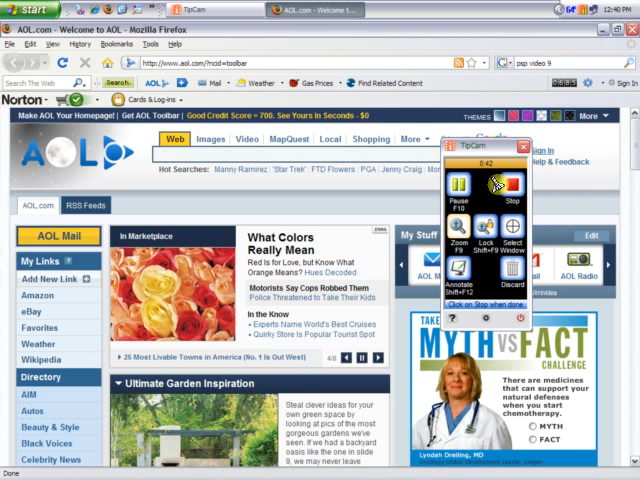 start
TipCam
AOL.com - Welcome t...
64°
12:40 PM
AOL.com - Welcome to AOL - Mozilla Firefox
File Edit View History Bookmarks Tools Help
http://www.aol.com/?ncid=toolbar
psp video 9
Search The Web
Search
AOL
Mail
Weather
Gas Prices
Find Related Content
Sign In
Norton
Cards & Log-ins
Make AOL Your Homepage! | Get AOL Toolbar | Good Credit Score = 700. See Yours In Seconds - $0
THEMES
More
AOL
Web Images Video MapQuest Local Shopping More
Hot Searches: Manny Ramirez 'Star Trek' FTD Flowers PGA Jenny Craig
Sign In
Help & Feedback
TipCam
0:42
Pause
F10
Stop
Zoom
F9
Lock
Shift+F9
Select
Window
Annotate
Shift+F12
Discard
Click on Stop when done
AOL.com
RSS Feeds
AOL Mail
My Links
Add New Link
Amazon
eBay
Favorites
Weather
Wikipedia
Directory
AIM
Autos
Beauty & Style
Black Voices
Celebrity News
In Marketplace
What Colors
Really Mean
Red Is for Love, but How What
Orange Means? Hues Decoded
Motorists Say Cops Robbed Them
Police Threatened to Take Their Kids
In the Know
• Experts Name World's Best Cruises
• Quirky Store Is Popular Tourist Spot
25 Most Livable Towns in America (No. 1 Is Out West)
4/8
Ultimate Garden Inspiration
Steal clever ideas for your
own green space by
looking at pics of the most
gorgeous gardens we've
seen. If we had a backyard
oasis like the one in slide
9, we may never leave
My Stuff
Edit
AOL Radio
Wrinkles
TAKE
MYTH VS FACT
CHALLENGE
There are medicines
that can support your
natural defenses
when you start
chemotherapy.
MYTH
FACT
Lyndah Dreiling, MD
Done